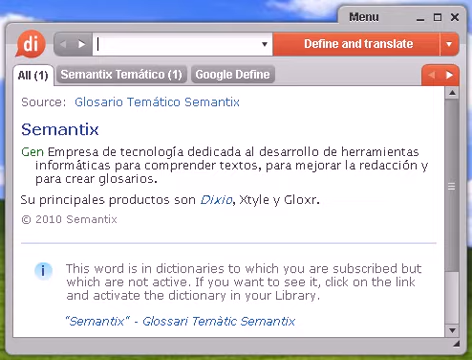 Menu
di
Define and translate
All (1) Semantix Temático (1) Google Define
Source: Glosario Temático Semantix
Semantix
Gen Empresa de tecnología dedicada al desarrollo de herramientas
informáticas para comprender textos, para mejorar la redacción y
para crear glosarios.
Su principales productos son Dixio, Xtyle y Gloxr.
© 2010 Semantix
i
This word is in dictionaries to which you are subscribed but
which are not active. If you want to see it, click on the link
and activate the dictionary in your Library.
"Semantix" - Glossari Temàtic Semantix